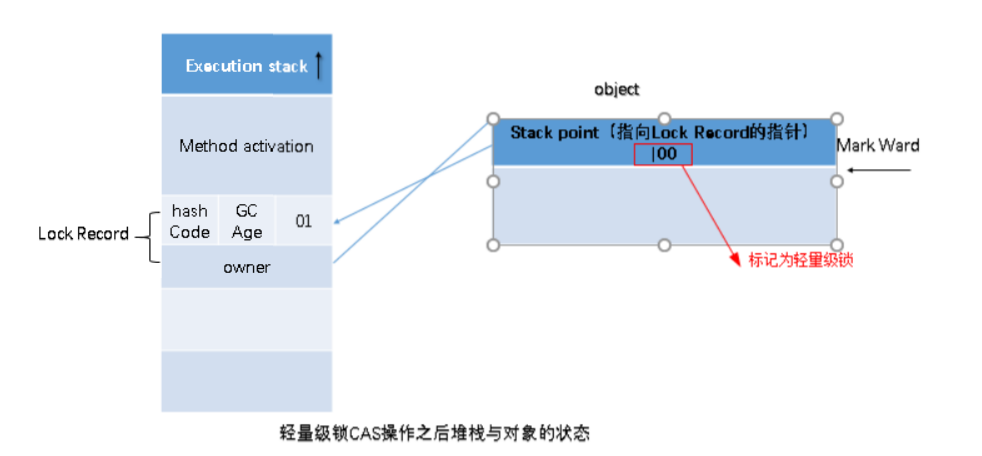 Execution stack
object
Method activation
Stack point（指向Lock Record的指针）
|00
Mark Ward
hash
Code
GC
Age
01
Lock Record
owner
标记为轻量级锁
轻量级锁CAS操作之后堆栈与对象的状态